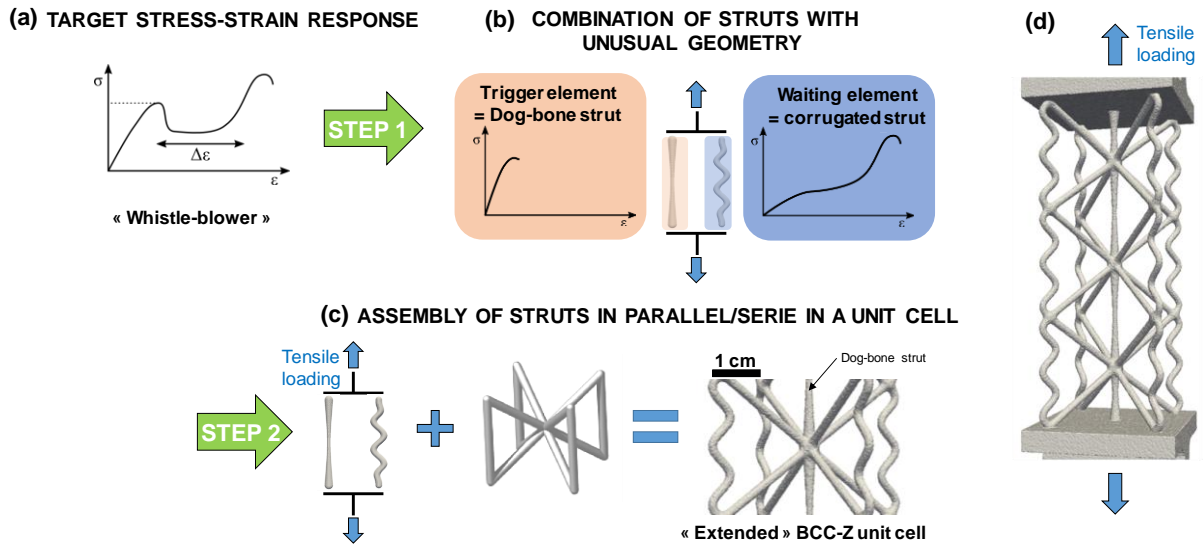 (a) TARGET STRESS-STRAIN RESPONSE
σ
Δε
ε
« Whistle-blower »
STEP 1
(b) COMBINATION OF STRUTS WITH
UNUSUAL GEOMETRY
Trigger element
= Dog-bone strut
σ
ε
Waiting element
= corrugated strut
σ
ε
(c) ASSEMBLY OF STRUTS IN PARALLEL/SERIE IN A UNIT CELL
STEP 2
Tensile
loading
1 cm
Dog-bone strut
« Extended » BCC-Z unit cell
(d)
Tensile
loading